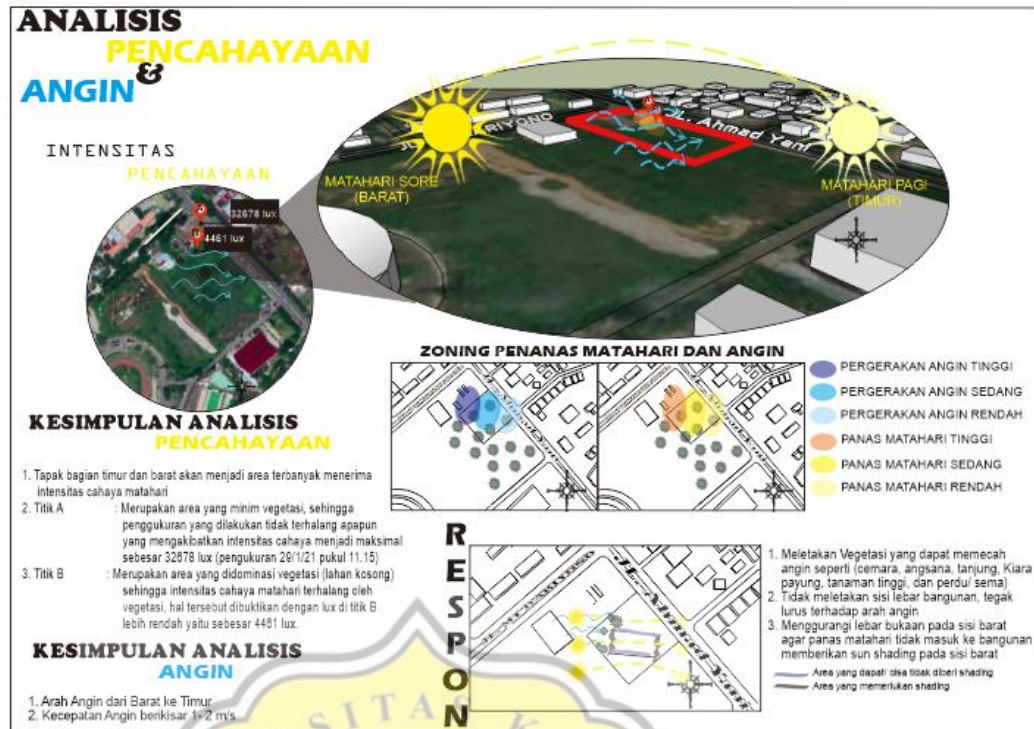 ANALISIS
PENCAHAYAAN
&
ANGIN
INTENSITAS
PENCAHAYAAN
32678 lux
4461 lux
RIYONO
JL. Ahmad Yani
MATAHARI SORE
(BARAT)
MATAHARI PAGI
(TIMUR)
ZONING PENANAS MATAHARI DAN ANGIN
PERGERAKAN ANGIN TINGGI
PERGERAKAN ANGIN SEDANG
PERGERAKAN ANGIN RENDAH
PANAS MATAHARI TINGGI
PANAS MATAHARI SEDANG
PANAS MATAHARI RENDAH
KESIMPULAN ANALISIS
PENCAHAYAAN
1. Tapak bagian timur dan barat akan menjadi area terbanyak menerima
intensitas cahaya matahari
2. Titik A : Merupakan area yang minim vegetasi, sehingga
penggukuran yang dilakukan tidak terhalang apapun
yang mengakibatkan intensitas cahaya menjadi maksimal
sebesar 32678 lux (pengukuran 29/1/21 pukul 11.15)
3. Titik B : Merupakan area yang didominasi vegetasi (lahan kosong)
sehingga intensitas cahaya matahari terhalang oleh
vegetasi, hal tersebut dibuktikan dengan lux di titik B
lebih rendah yaitu sebesar 4461 lux.
KESIMPULAN ANALISIS
ANGIN
1. Arah Angin dari Barat ke Timur
2. Kecepatan Angin berkisar 1- 2 m/s
RESPON
Jl. Ahmad Yani
1. Meletakan Vegetasi yang dapat memecah
angin seperti (cemara, angsana, tanjung, Kiara
payung, tanaman tinggi, dan perdu/ sema)
2. Tidak meletakan sisi lebar bangunan, tegak
lurus terhadap arah angin
3. Menggurangi lebar bukaan pada sisi barat
agar panas matahari tidak masuk ke bangunan
memberikan sun shading pada sisi barat
Area yang dapat/ bisa tidak diberi shading
Area yang memerlukan shading
SITAS K